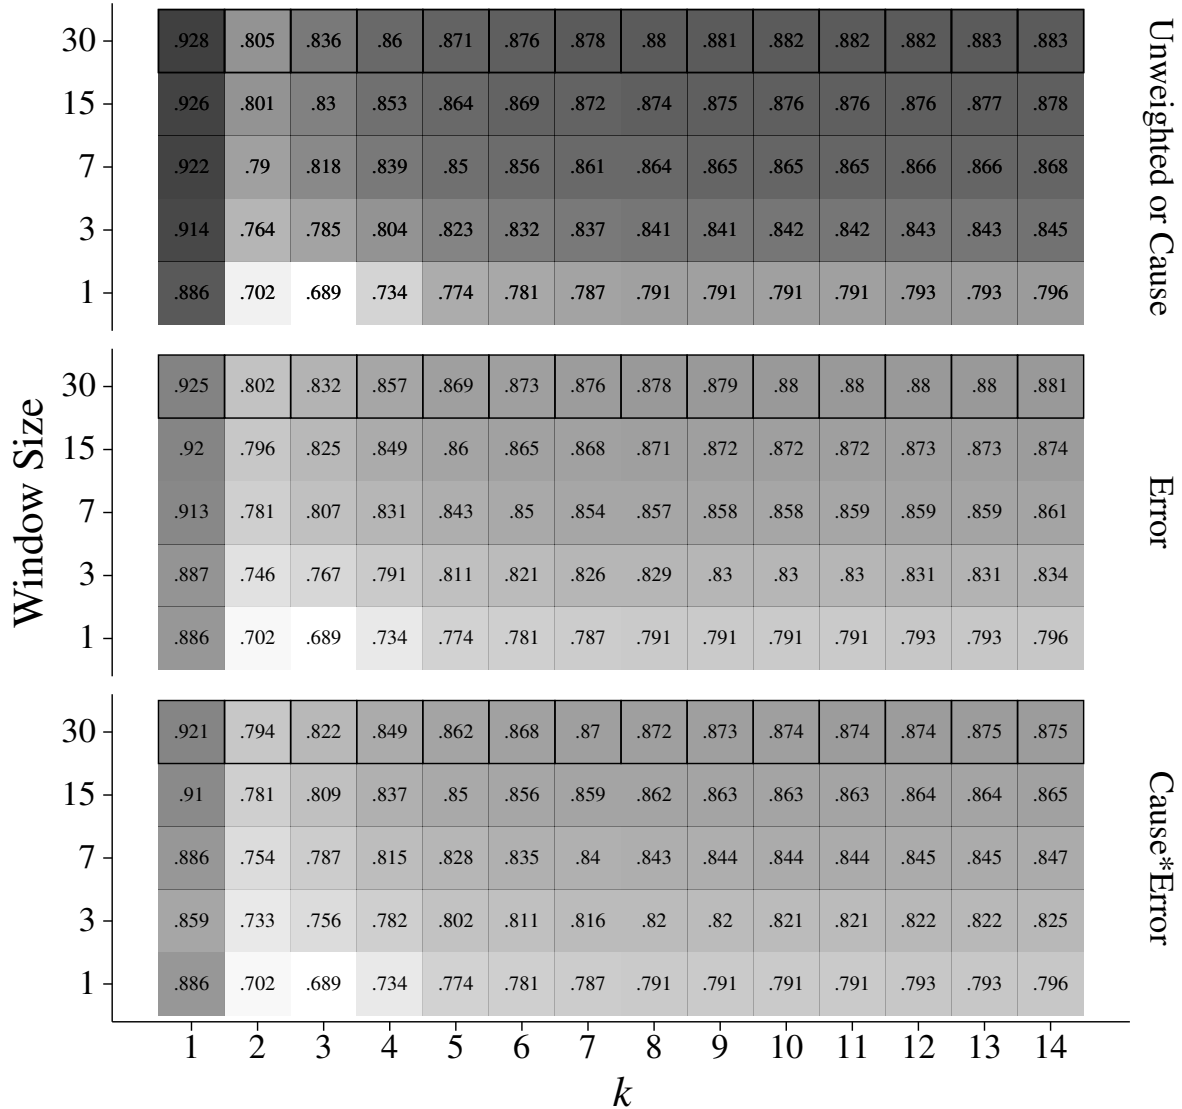 30 .928 .805 .836 .86 .871 .876 .878 .88 .881 .882 .882 .882 .883 .883
15 .926 .801 .83 .853 .864 .869 .872 .874 .875 .876 .876 .876 .877 .878
7 .922 .79 .818 .839 .85 .856 .861 .864 .865 .865 .865 .866 .866 .868
3 .914 .764 .785 .804 .823 .832 .837 .841 .841 .842 .842 .843 .843 .845
1 .886 .702 .689 .734 .774 .781 .787 .791 .791 .791 .791 .793 .793 .796
Unweighted or Cause
30 .925 .802 .832 .857 .869 .873 .876 .878 .879 .88 .88 .88 .88 .881
15 .92 .796 .825 .849 .86 .865 .868 .871 .872 .872 .872 .873 .873 .874
7 .913 .781 .807 .831 .843 .85 .854 .857 .858 .858 .859 .859 .859 .861
3 .887 .746 .767 .791 .811 .821 .826 .829 .83 .83 .83 .831 .831 .834
1 .886 .702 .689 .734 .774 .781 .787 .791 .791 .791 .791 .793 .793 .796
Error
Window Size
30 .921 .794 .822 .849 .862 .868 .87 .872 .873 .874 .874 .874 .875 .875
15 .91 .781 .809 .837 .85 .856 .859 .862 .863 .863 .863 .864 .864 .865
7 .886 .754 .787 .815 .828 .835 .84 .843 .844 .844 .844 .845 .845 .847
3 .859 .733 .756 .782 .802 .811 .816 .82 .82 .821 .821 .822 .822 .825
1 .886 .702 .689 .734 .774 .781 .787 .791 .791 .791 .791 .793 .793 .796
Cause*Error
1 2 3 4 5 6 7 8 9 10 11 12 13 14
k